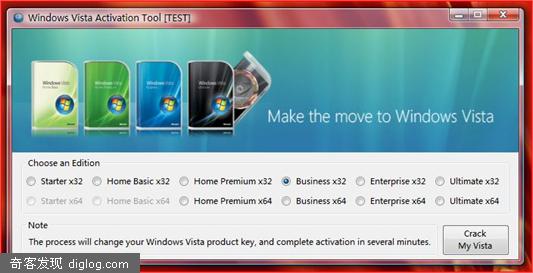 Windows Vista Activation Tool [TEST]
Windows Vista
Windows Vista
Windows Vista
Windows Vista
Make the move to Windows Vista
Choose an Edition
Starter x32 Home Basic x32 Home Premium x32 Business x32 Enterprise x32 Ultimate x32
Starter x64 Home Basic x64 Home Premium x64 Business x64 Enterprise x64 Ultimate x64
Note
The process will change your Windows Vista product key, and complete activation in several minutes.
Crack
My Vista
奇客发现 diglog.com